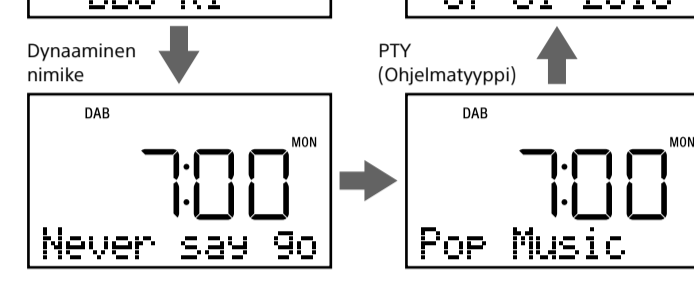 Dynaaminen
nimike
PTY
(Ohjelmatyyppi)
DAB
MON
7:00
Never say go
DAB
MON
7:00
Pop Music